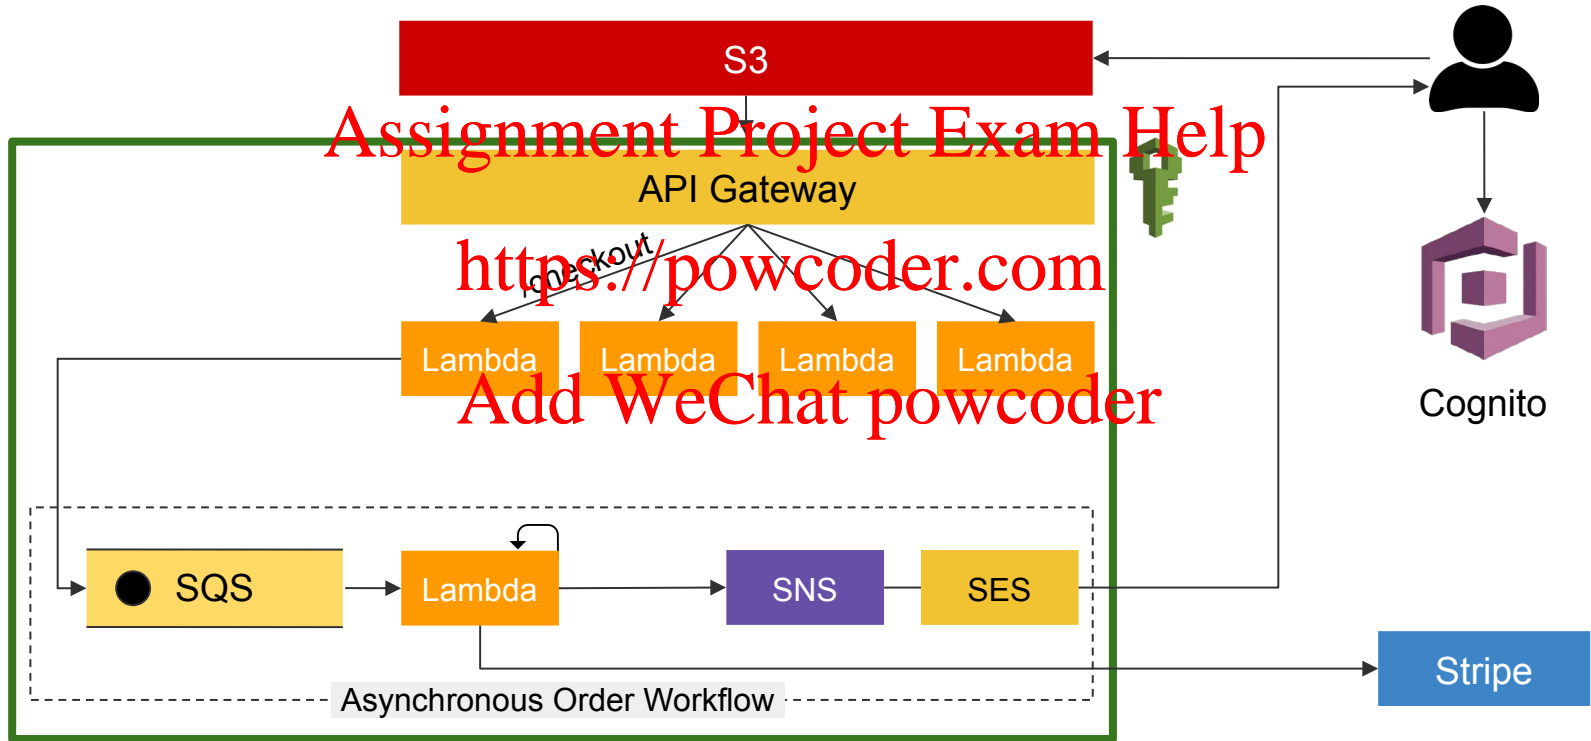 S3
Assignment Project Exam Help
API Gateway
/checkout
https://powcoder.com
Lambda
Lambda
Lambda
Lambda
Add WeChat powcoder
Cognito
SQS
Lambda
SNS
SES
Stripe
Asynchronous Order Workflow